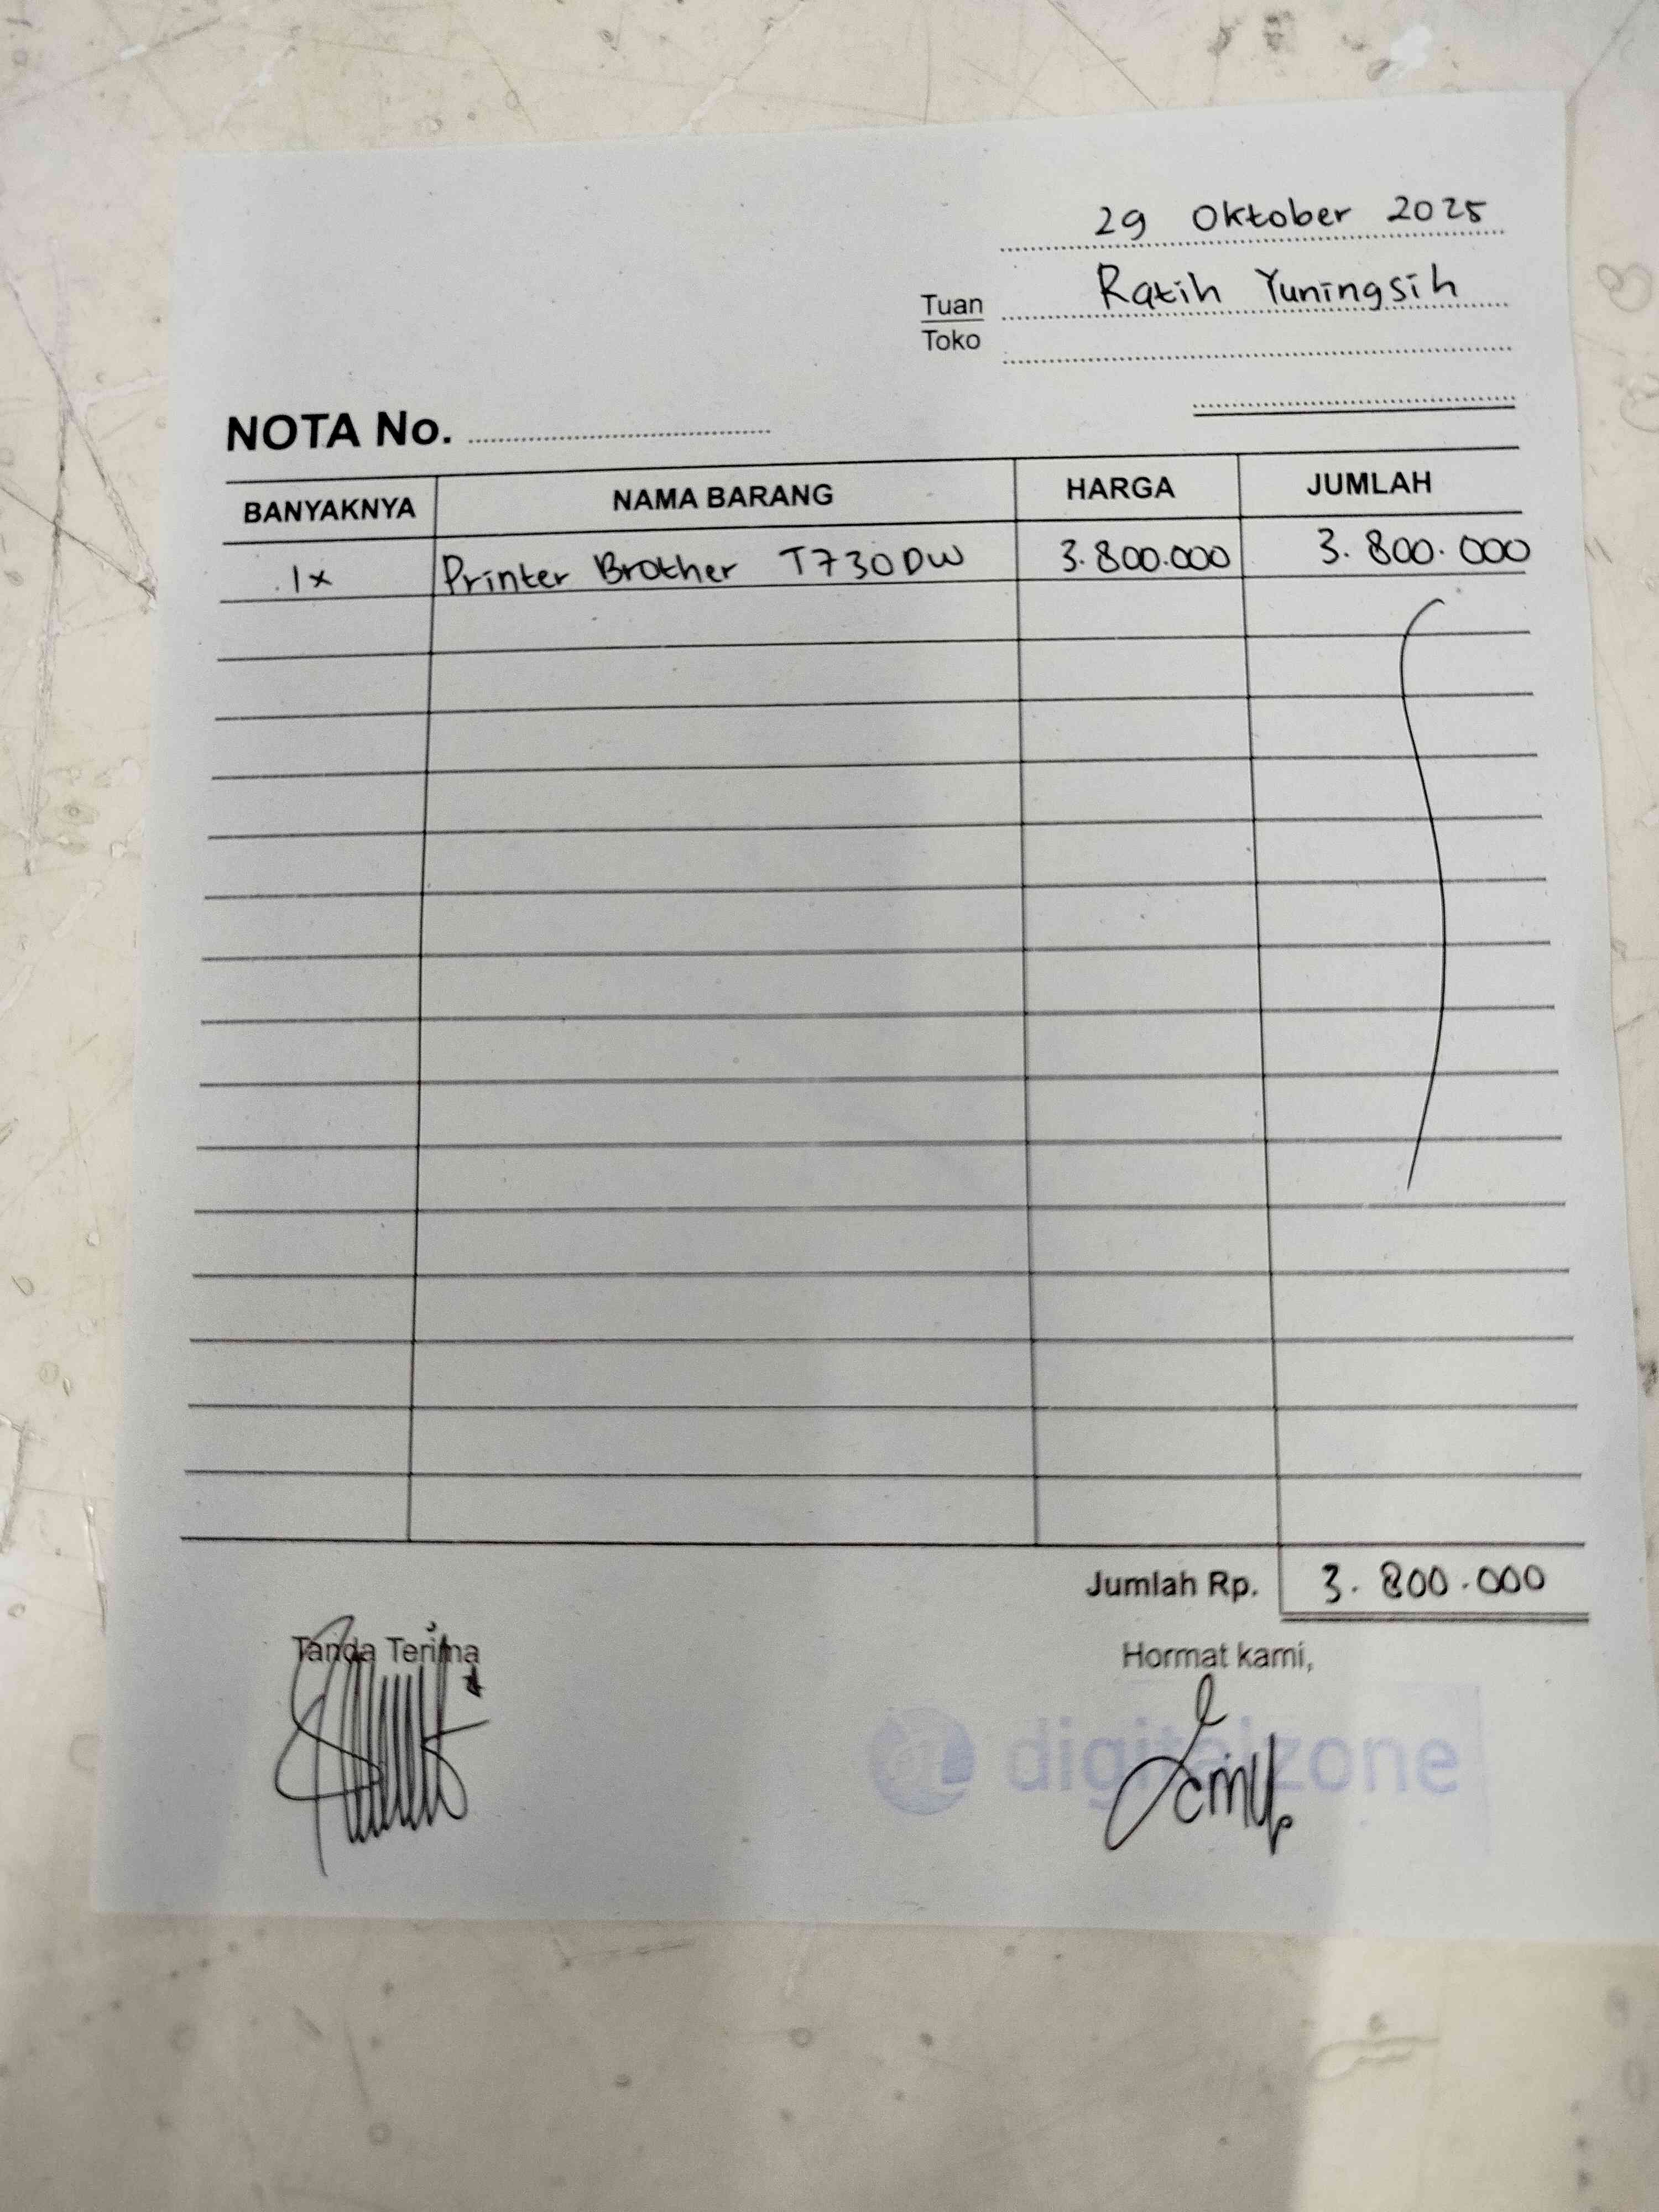 29 Oktober 2025
Tuan Ratih Yuningsih
Toko
NOTA No.
BANYAKNYA NAMA BARANG HARGA JUMLAH
1x Printer Brother T730DW 3.800.000 3.800.000
Jumlah Rp. 3.800.000
Tanda Terima Hormat kami,
digitalzone